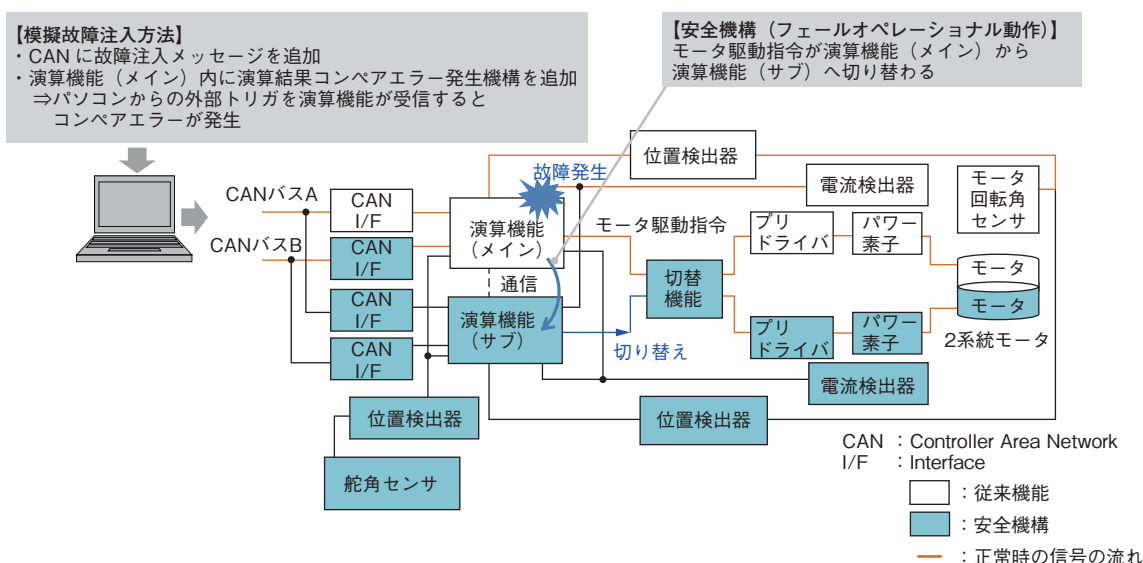 【模擬故障注入方法】
・CAN に故障注入メッセージを追加
・演算機能（メイン）内に演算結果コンペアエラー発生機構を追加
⇒パソコンからの外部トリガを演算機能が受信すると
コンペアエラーが発生
【安全機構（フェールオペレーショナル動作）】
モータ駆動指令が演算機能（メイン）から
演算機能（サブ）へ切り替わる
CANバスA
CANバスB
CAN
I/F
CAN
I/F
CAN
I/F
CAN
I/F
故障発生
演算機能
（メイン）
通信
演算機能
（サブ）
位置検出器
電流検出器
モータ
回転角
センサ
モータ駆動指令
切替
機能
切り替え
プリ
ドライバ
パワー
素子
プリ
ドライバ
パワー
素子
モータ
モータ
2系統モータ
電流検出器
位置検出器
位置検出器
舵角センサ
CAN ：Controller Area Network
I/F ：Interface
：従来機能
：安全機構
：正常時の信号の流れ